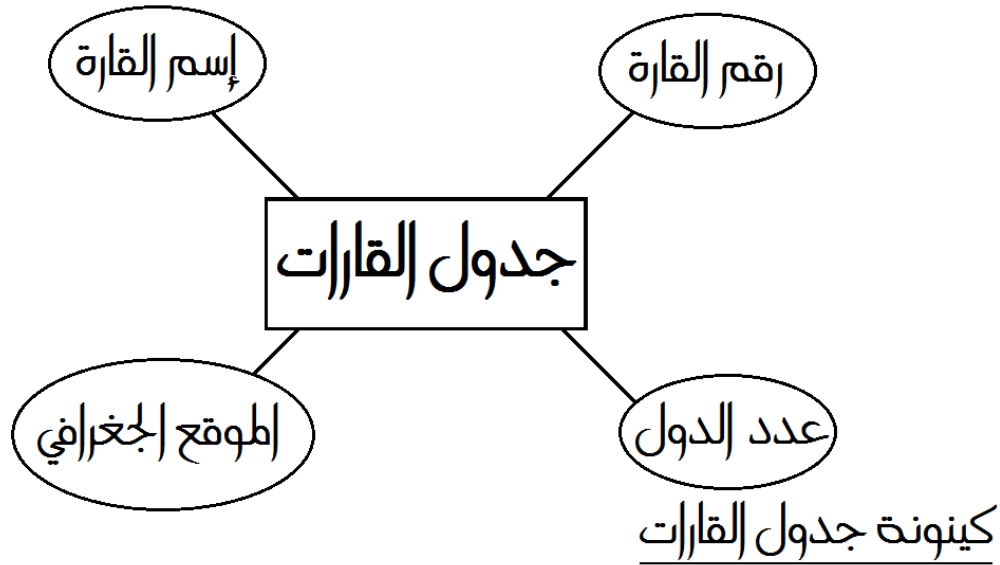 رقم القارة
إسم القارة
جدول القارات
عدد الدول
الموقع الجغرافي
كينونة جدول القارات